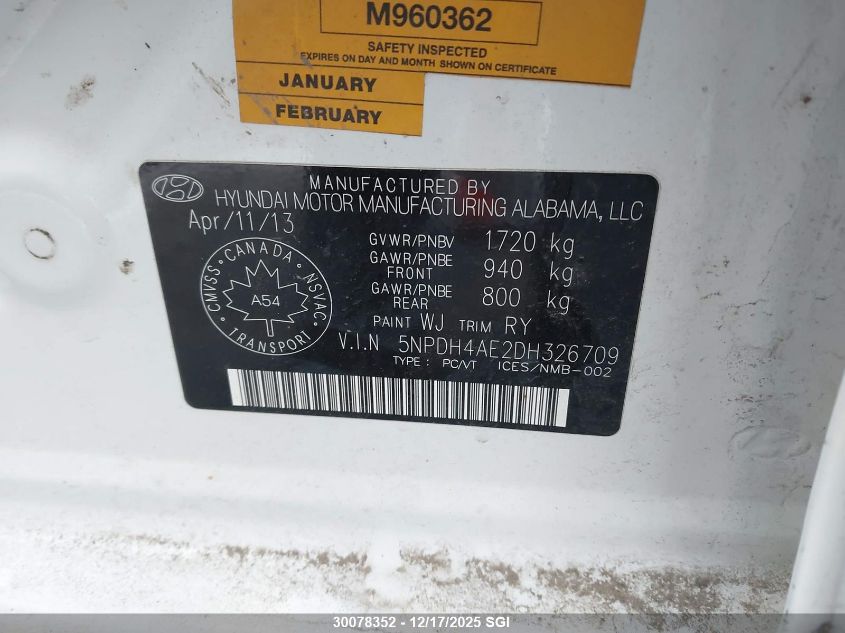 M960362
SAFETY INSPECTED
EXPIRES ON DAY AND MONTH SHOWN ON CERTIFICATE
JANUARY
FEBRUARY
MANUFACTURED BY
HYUNDAI MOTOR MANUFACTURING ALABAMA, LLC
Apr/11/13
GVWR/PNBV 1720 kg
GAWR/PNBE FRONT 940 kg
GAWR/PNBE REAR 800 kg
CANADA
CMVSS NSVAC
A54
TRANSPORT
PAINT WJ TRIM RY
V.I.N 5NPDH4AE2DH326709
TYPE : PC/VT ICES/NMB-002
30078352 - 12/17/2025 SGI